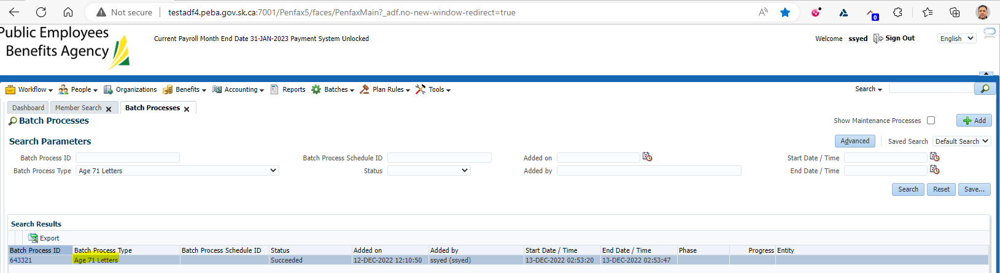 Not secure | testadf4.peba.gov.sk.ca:7001/Penfax5/faces/PenfaxMain?_adf.no-new-window-redirect=true
0
Public Employees
Benefits Agency
Current Payroll Month End Date 31-JAN-2023 Payment System Unlocked
Welcome ssyed Sign Out English
Workflow People Organizations Benefits Accounting Reports Batches Plan Rules Tools Search
Dashboard Member Search Batch Processes
Batch Processes Show Maintenance Processes Add
Search Parameters Advanced Saved Search Default Search
Batch Process ID Batch Process Schedule ID Added on Start Date / Time
Batch Process Type Age 71 Letters Status Added by End Date / Time
Search Reset Save...
Search Results
Export
Batch Process ID Batch Process Type Batch Process Schedule ID Status Added on Added by Start Date / Time End Date / Time Phase Progress Entity
643321 Age 71 Letters Succeeded 12-DEC-2022 12:10:50 ssyed (ssyed) 13-DEC-2022 02:53:20 13-DEC-2022 02:53:47